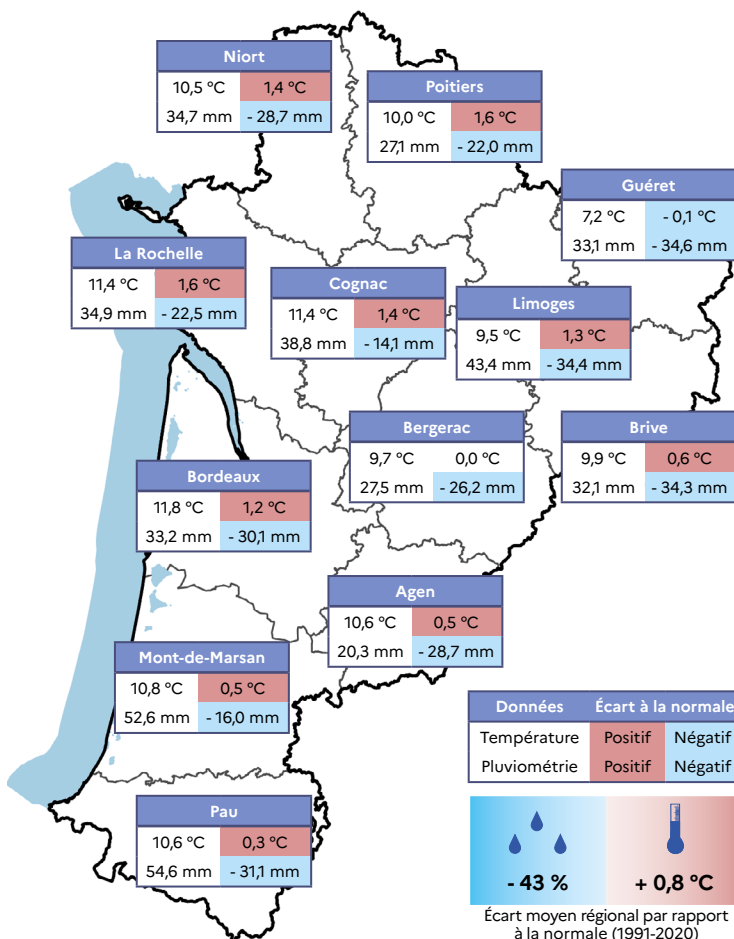 Niort
10,5 °C 1,4 °C
34,7 mm - 28,7 mm
Poitiers
10,0 °C 1,6 °C
27,1 mm - 22,0 mm
Guéret
7,2 °C - 0,1 °C
33,1 mm - 34,6 mm
La Rochelle
11,4 °C 1,6 °C
34,9 mm - 22,5 mm
Cognac
11,4 °C 1,4 °C
38,8 mm - 14,1 mm
Limoges
9,5 °C 1,3 °C
43,4 mm - 34,4 mm
Bergerac
9,7 °C 0,0 °C
27,5 mm - 26,2 mm
Brive
9,9 °C 0,6 °C
32,1 mm - 34,3 mm
Bordeaux
11,8 °C 1,2 °C
33,2 mm - 30,1 mm
Agen
10,6 °C 0,5 °C
20,3 mm - 28,7 mm
Mont-de-Marsan
10,8 °C 0,5 °C
52,6 mm - 16,0 mm
Pau
10,6 °C 0,3 °C
54,6 mm - 31,1 mm
Données Écart à la normale
Température Positif Négatif
Pluviométrie Positif Négatif
- 43 % + 0,8 °C
Écart moyen régional par rapport
à la normale (1991-2020)